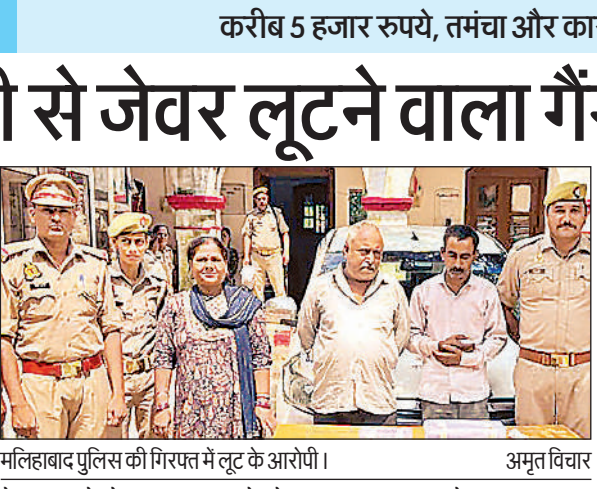 करीब 5 हजार रुपये, तमंचा और
से जेवर लूटने वाला
मलिहाबाद पुलिस की गिरफ्त में लूट के आरोपी।
अमृत विचार